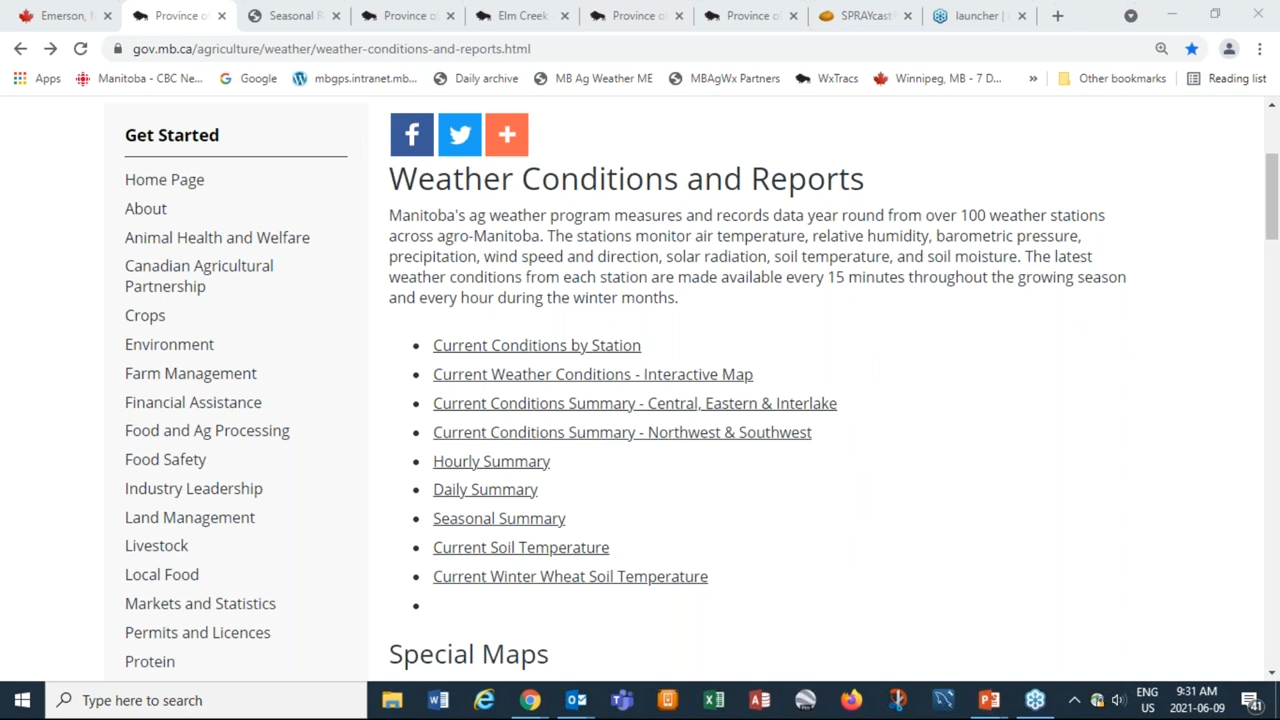 Emerson, M
Province of
Seasonal R
Province of
Elm Creek -
Province of
Province of
SPRAYcast
launcher |
gov.mb.ca/agriculture/weather/weather-conditions-and-reports.html
Apps
Manitoba - CBC Ne...
Google
mbgps.intranet.mb...
Daily archive
MB Ag Weather ME
MBAgWx Partners
WxTracs
Winnipeg, MB - 7 D...
»
Other bookmarks
Reading list
Get Started
Home Page
About
Animal Health and Welfare
Canadian Agricultural
Partnership
Crops
Environment
Farm Management
Financial Assistance
Food and Ag Processing
Food Safety
Industry Leadership
Land Management
Livestock
Local Food
Markets and Statistics
Permits and Licences
Protein
Weather Conditions and Reports
Manitoba's ag weather program measures and records data year round from over 100 weather stations
across agro-Manitoba. The stations monitor air temperature, relative humidity, barometric pressure,
precipitation, wind speed and direction, solar radiation, soil temperature, and soil moisture. The latest
weather conditions from each station are made available every 15 minutes throughout the growing season
and every hour during the winter months.
• Current Conditions by Station
• Current Weather Conditions - Interactive Map
• Current Conditions Summary - Central, Eastern & Interlake
• Current Conditions Summary - Northwest & Southwest
• Hourly Summary
• Daily Summary
• Seasonal Summary
• Current Soil Temperature
• Current Winter Wheat Soil Temperature
•
Special Maps
Type here to search
ENG
US
9:31 AM
2021-06-09
41